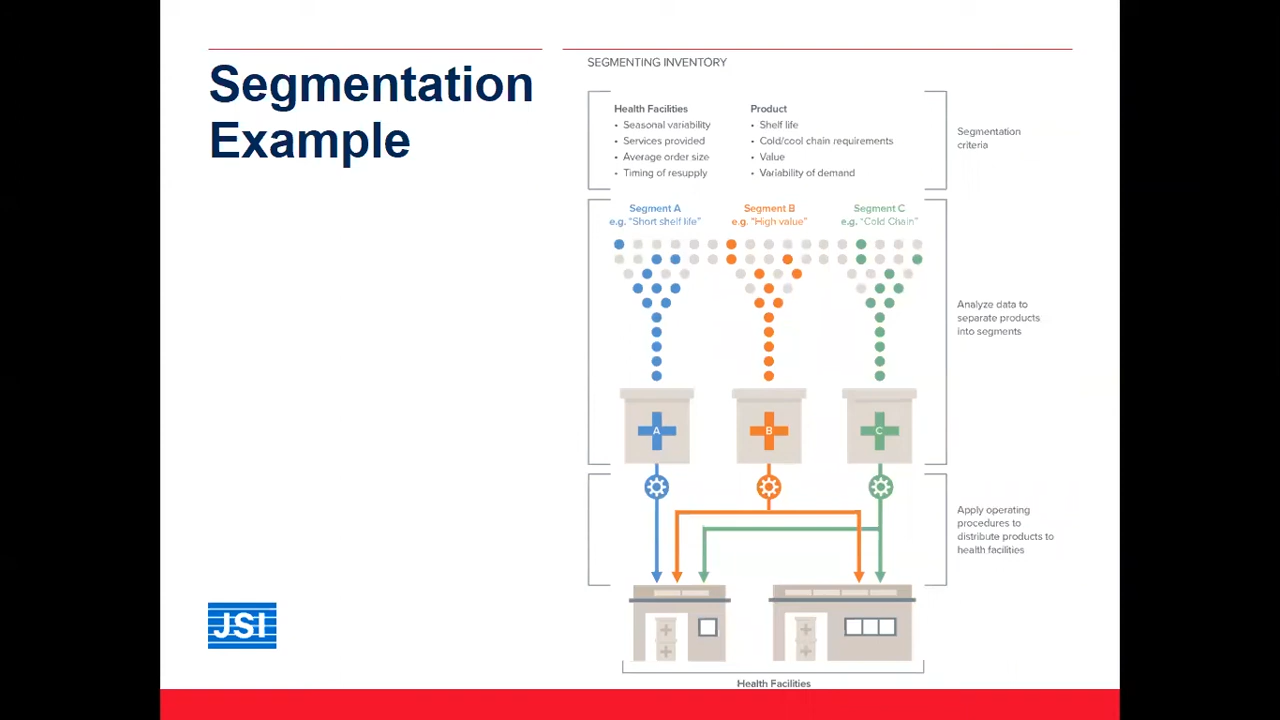 Segmentation
Example
SEGMENTING INVENTORY
Health Facilities
• Seasonal variability
• Services provided
• Average order size
• Timing of resupply
Product
• Shelf life
• Cold/cool chain requirements
• Value
• Variability of demand
Segmentation
criteria
Segment A
e.g. "Short shelf life"
Segment B
e.g. "High value"
Segment C
e.g. "Cold Chain"
Analyze data to
separate products
into segments
A
B
C
Apply operating
procedures to
distribute products to
health facilities
JSI
Health Facilities